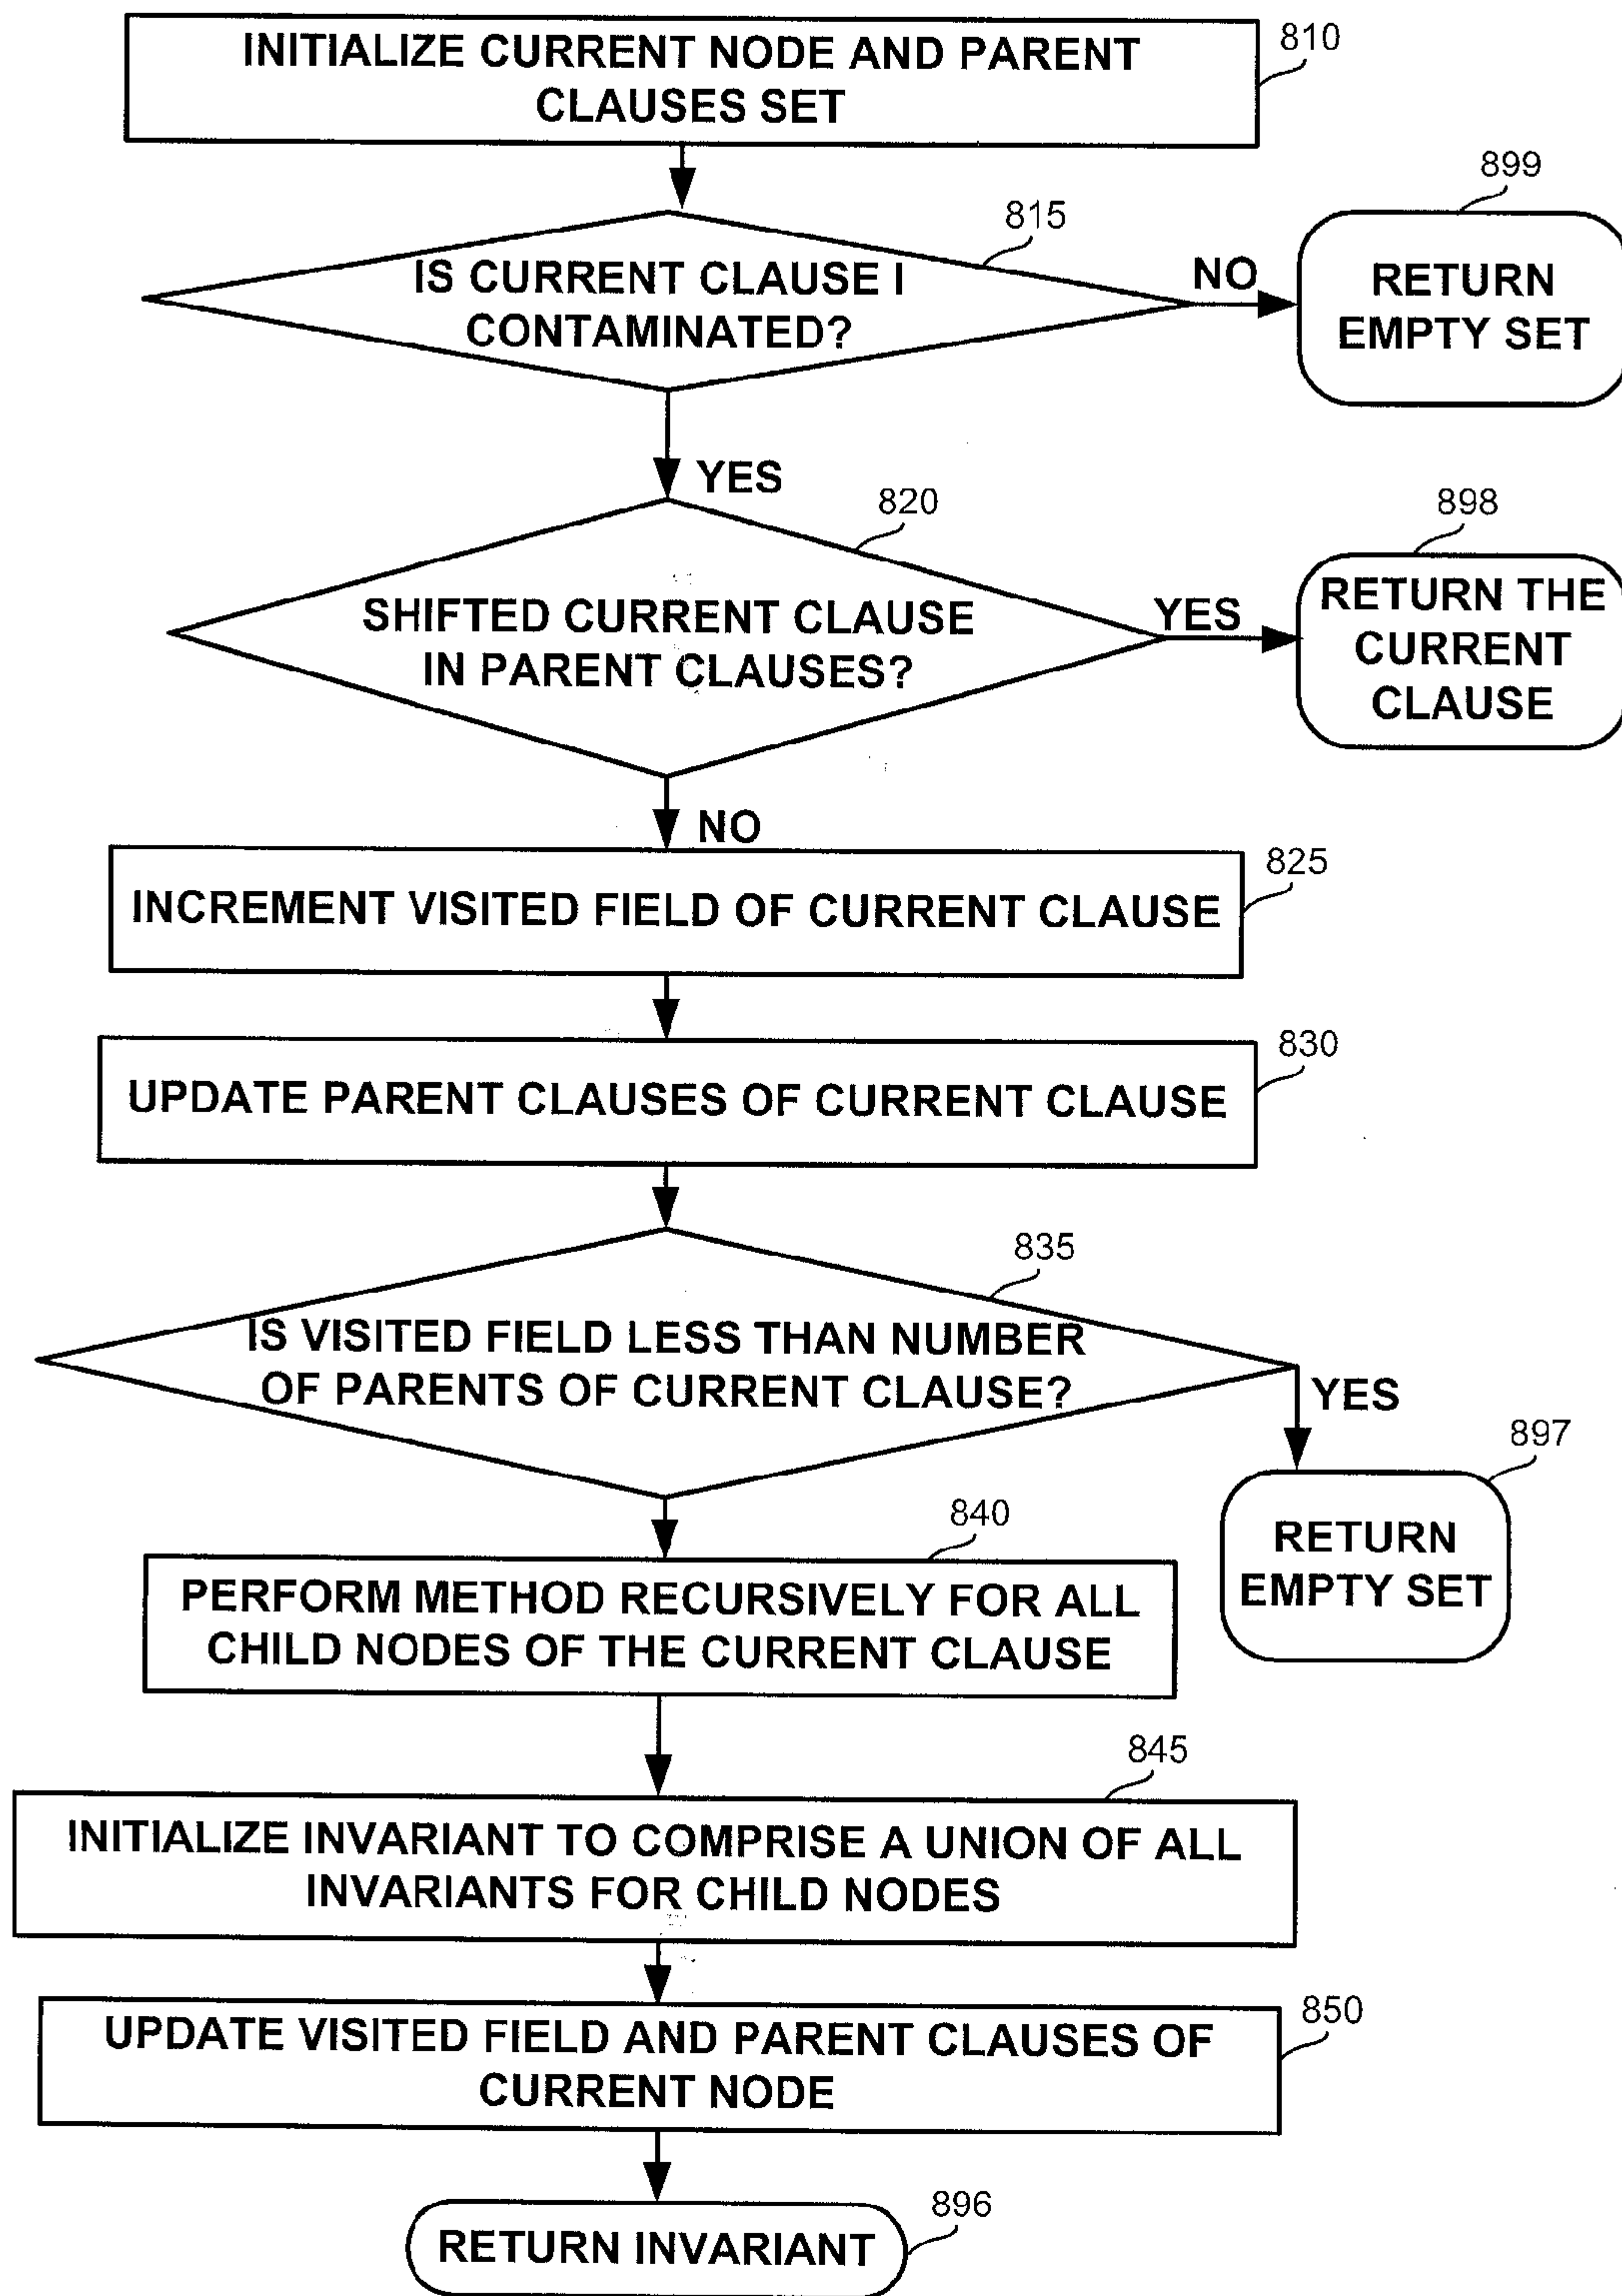 INITIALIZE CURRENT NODE AND PARENT
CLAUSES SET
810
IS CURRENT CLAUSE I
CONTAMINATED?
815
NO
899
RETURN
EMPTY SET
YES
820
SHIFTED CURRENT CLAUSE
IN PARENT CLAUSES?
YES
898
RETURN THE
CURRENT
CLAUSE
NO
825
INCREMENT VISITED FIELD OF CURRENT CLAUSE
830
UPDATE PARENT CLAUSES OF CURRENT CLAUSE
835
IS VISITED FIELD LESS THAN NUMBER
OF PARENTS OF CURRENT CLAUSE?
YES
897
RETURN
EMPTY SET
840
PERFORM METHOD RECURSIVELY FOR ALL
CHILD NODES OF THE CURRENT CLAUSE
845
INITIALIZE INVARIANT TO COMPRISE A UNION OF ALL
INVARIANTS FOR CHILD NODES
850
UPDATE VISITED FIELD AND PARENT CLAUSES OF
CURRENT NODE
896
RETURN INVARIANT